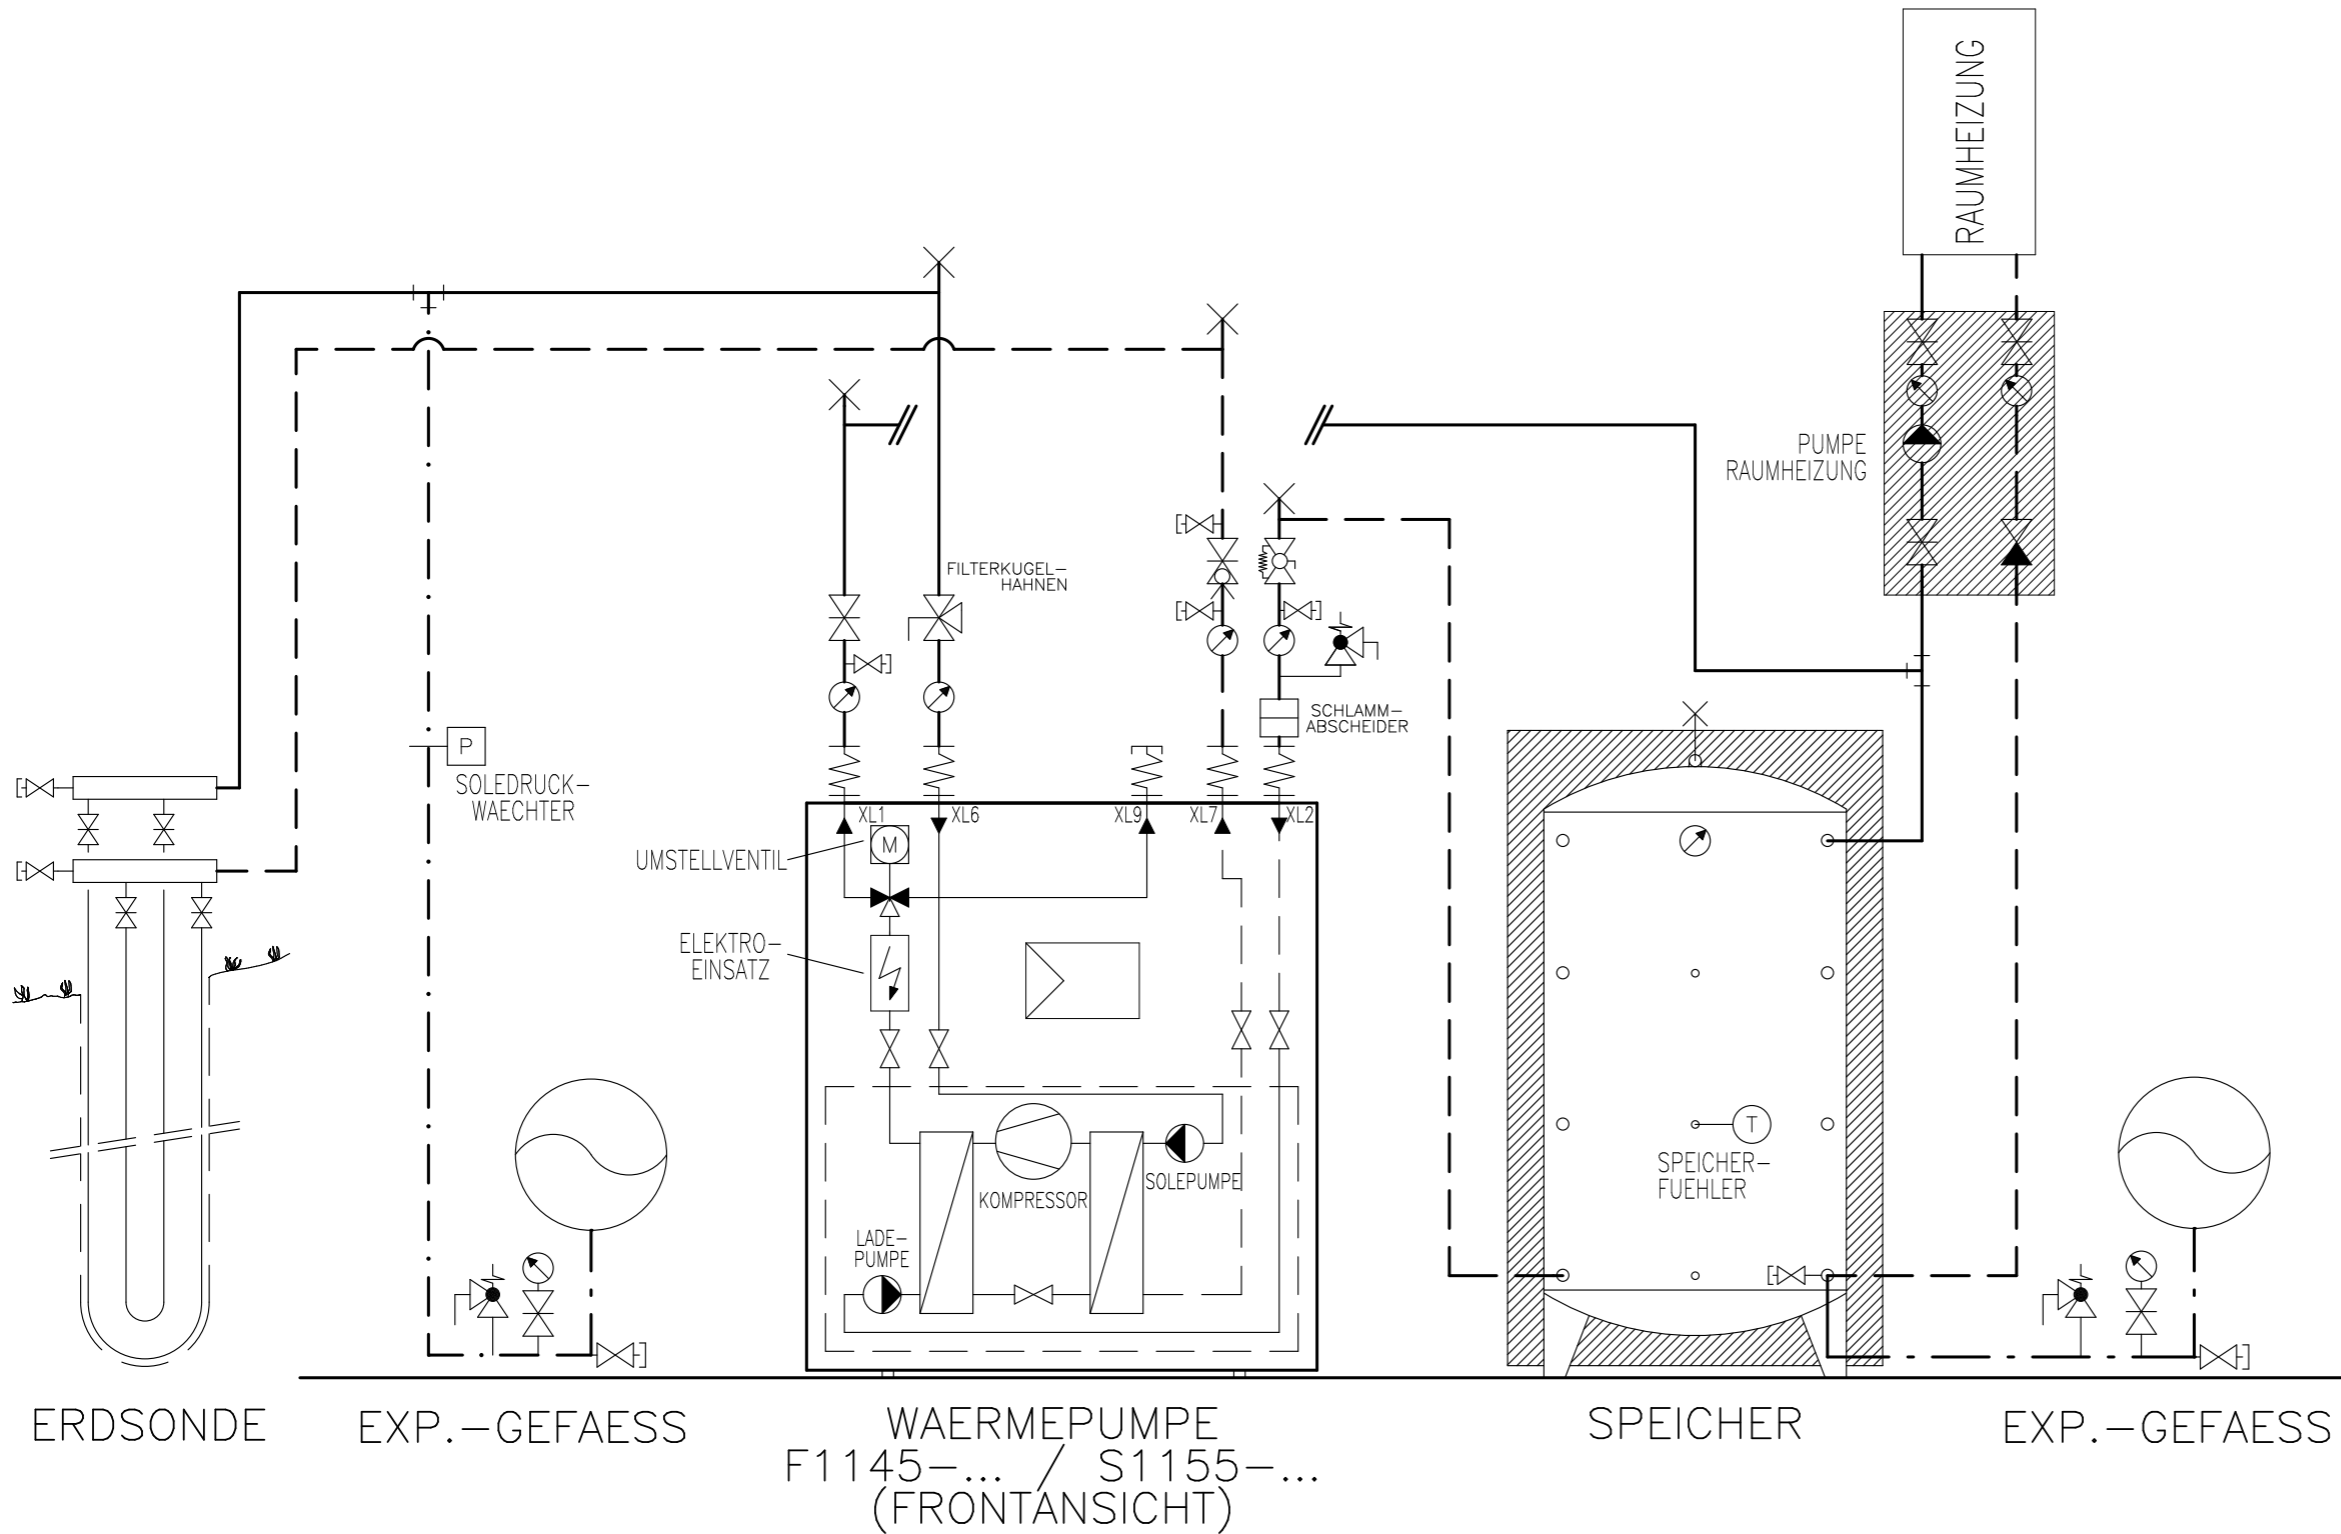 RAUMHEIZUNG
PUMPE
RAUMHEIZUNG
FILTERKUGEL-
HAHNEN
SCHLAMM-
ABSCHEIDER
P
SOLEDRUCK-
WAECHTER
XL1
XL6
XL9
XL7
XL2
M
UMSTELLVENTIL
ELEKTRO-
EINSATZ
T
SPEICHER-
FUEHLER
KOMPRESSOR
SOLEPUMPE
LADE-
PUMPE
ERDSONDE
EXP.-GEFAESS
WAERMEPUMPE
F1145-... / S1155-...
(FRONTANSICHT)
SPEICHER
EXP.-GEFAESS